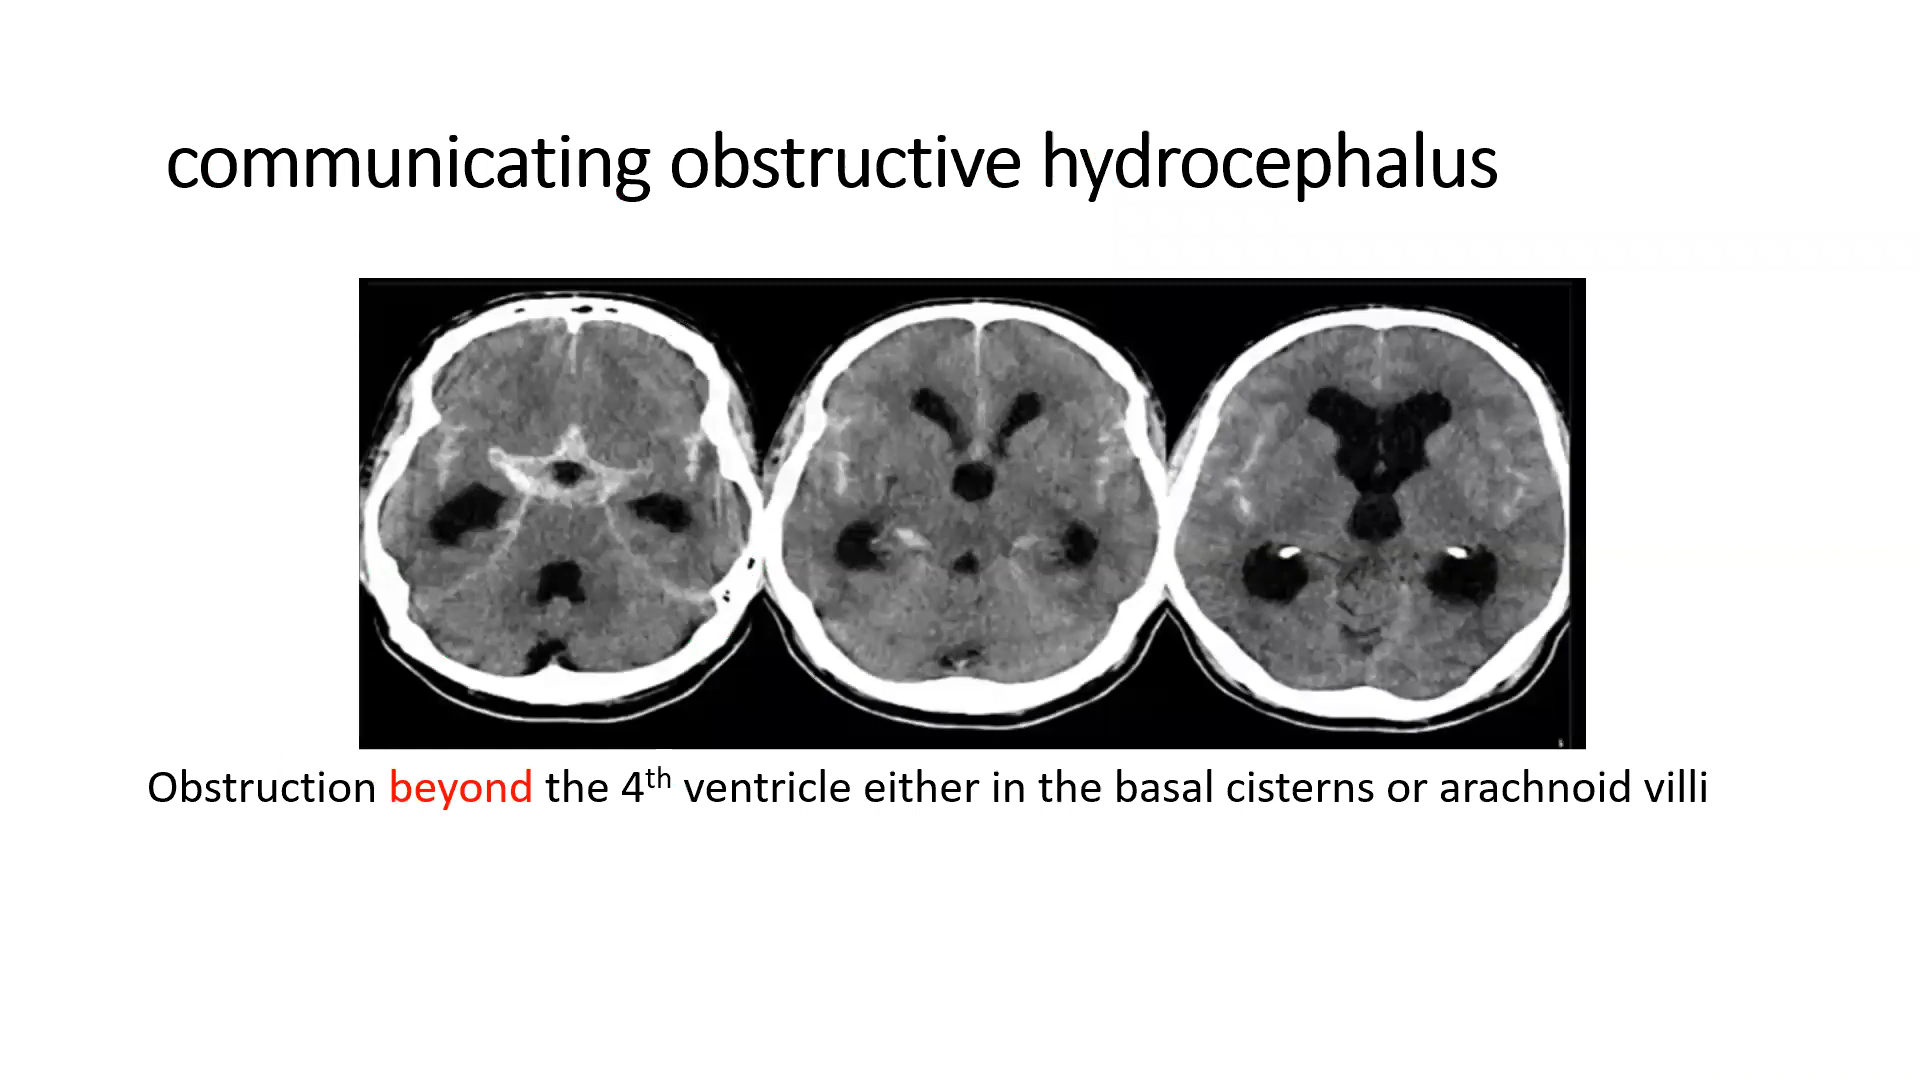 communicating obstructive hydrocephalus
Obstruction beyond the 4th ventricle either in the basal cisterns or arachnoid villi